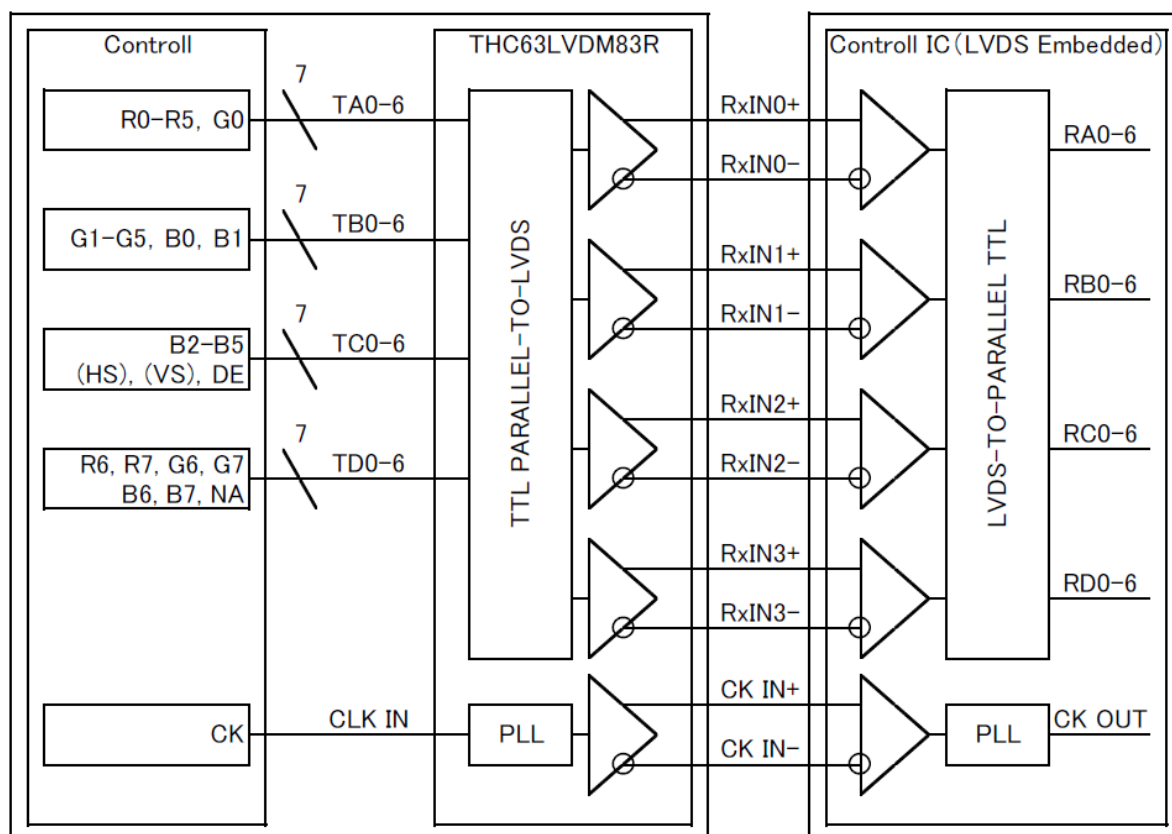 Controll
THC63LVDM83R
Controll IC(LVDS Embedded)
R0-R5, G0
7
TA0-6
G1-G5, B0, B1
7
TB0-6
B2-B5
(HS), (VS), DE
7
TC0-6
R6, R7, G6, G7
B6, B7, NA
7
TD0-6
CK
CLK IN
TTL PARALLEL-TO-LVDS
PLL
RxIN0+
RxIN0-
RxIN1+
RxIN1-
RxIN2+
RxIN2-
RxIN3+
RxIN3-
CK IN+
CK IN-
LVDS-TO-PARALLEL TTL
PLL
RA0-6
RB0-6
RC0-6
RD0-6
CK OUT